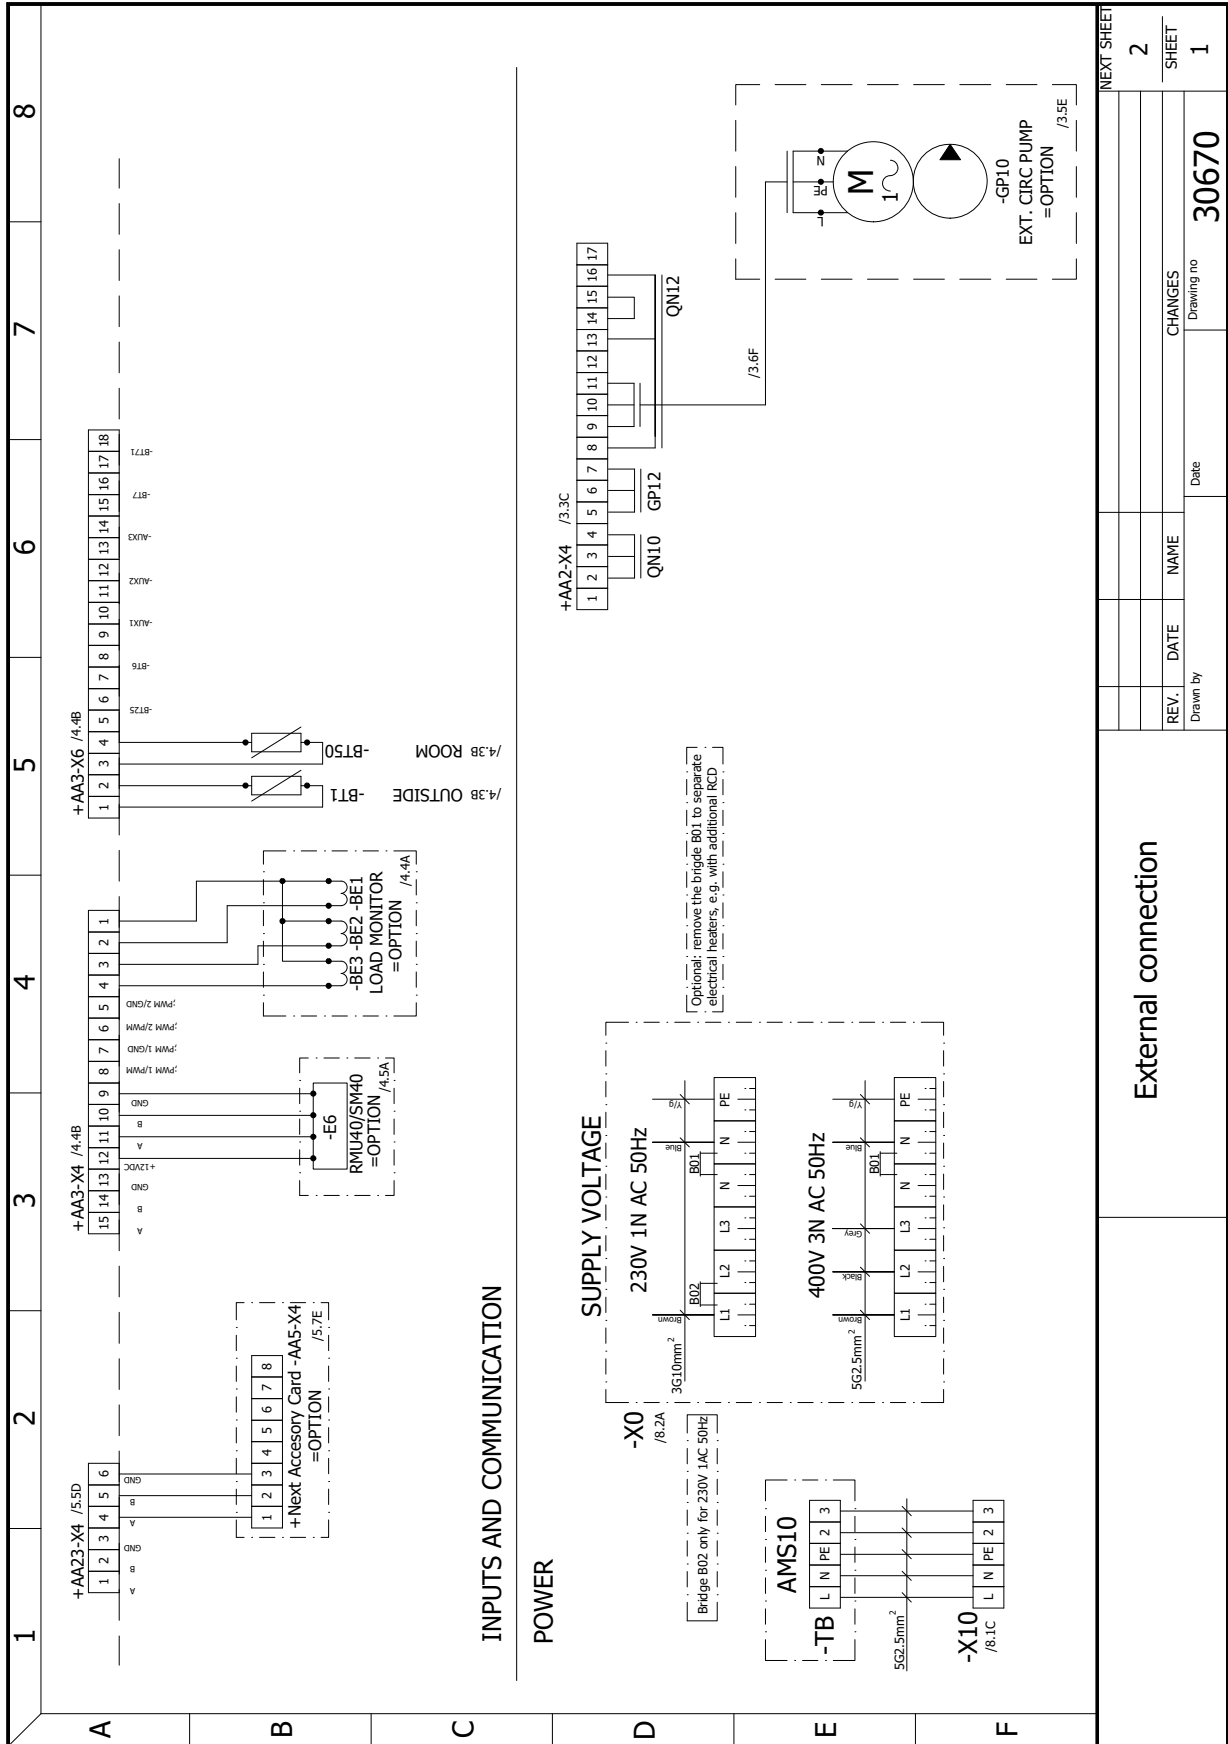 1 2 3 4 5 6 7 8
A
B
C
D
E
F
+AA23-X4 /5.5D
1 2 3 4 5 6
A
B
GND
A
B
GND
1 2 3 4 5 6 7 8
+Next Accesory Card -AA5-X4
=OPTION
/5.7E
+AA3-X4 /4.4B
15 14 13 12 11 10 9 8 7 6 5 4 3 2 1
A
B
GND
+12VDC
A
B
GND
;PWM 1/PWM
;PWM 1/GND
;PWM 2/PWM
;PWM 2/GND
-E6
RMU40/SM40
=OPTION
/4.5A
-BE3 -BE2 -BE1
LOAD MONITOR
=OPTION
/4.4A
+AA3-X6 /4.4B
1 2 3 4 5 6 7 8 9 10 11 12 13 14 15 16 17 18
-BT25
-BT6
-AUX1
-AUX2
-AUX3
-BT7
-BT71
-BT1
/4.3B OUTSIDE
-BT50
/4.3B ROOM
INPUTS AND COMMUNICATION
POWER
+AA2-X4 /3.3C
1 2 3 4 5 6 7 8 9 10 11 12 13 14 15 16 17
QN10
GP12
QN12
/3.6F
L PE N
M
1
-GP10
EXT. CIRC PUMP
=OPTION
/3.5E
-X0
/8.2A
Bridge B02 only for 230V 1AC 50Hz
SUPPLY VOLTAGE
230V 1N AC 50Hz
3G10mm²
Brown
Blue
Y/g
B02
B01
L1 L2 L3 N N PE
400V 3N AC 50Hz
5G2.5mm²
Brown
Black
Grey
Blue
Y/g
B01
L1 L2 L3 N N PE
Optional: remove the brigde B01 to separate
electrical heaters, e.g. with additional RCD
AMS10
-TB
L N PE 2 3
5G2.5mm²
-X10
/8.1C
L N PE 2 3
External connection
REV. DATE NAME CHANGES
Drawn by
Date
Drawing no
30670
NEXT SHEET
2
SHEET
1